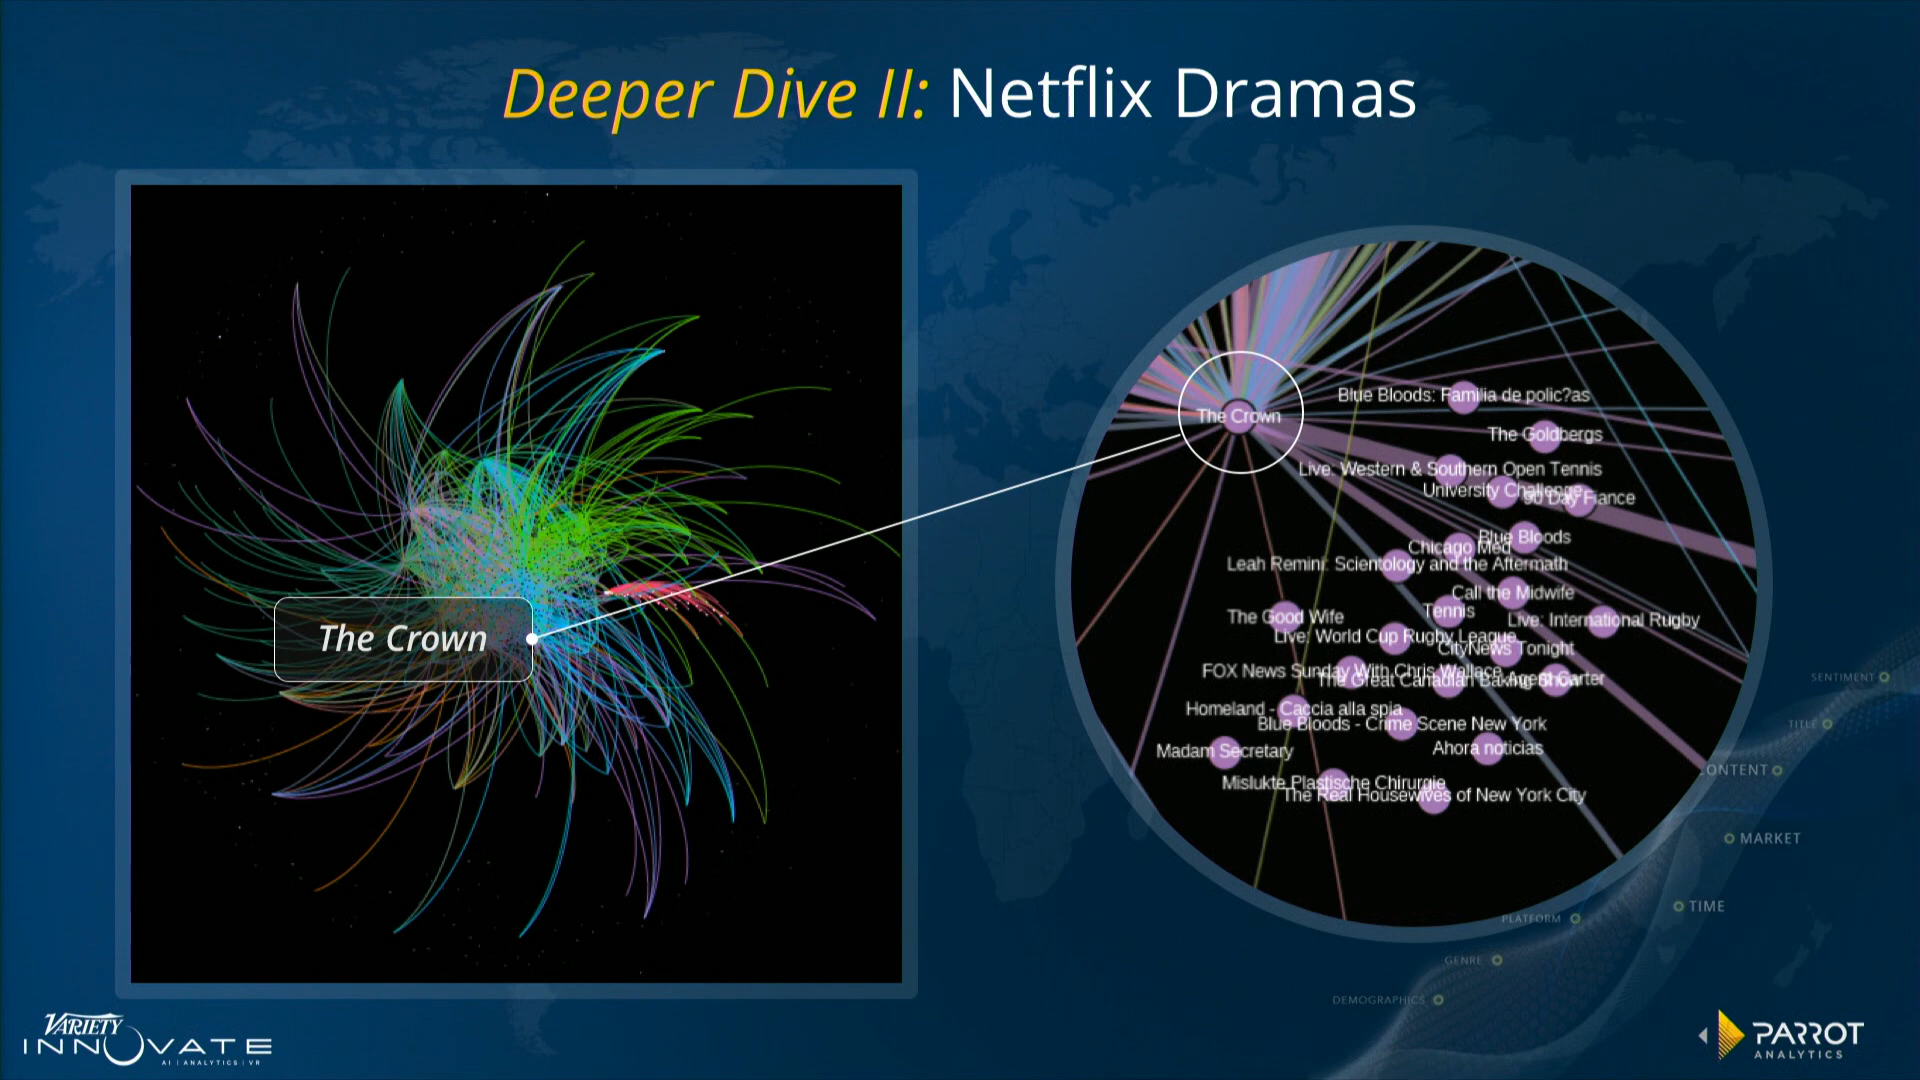 Deeper Dive II: Netflix Dramas
The Crown
The Crown
Blue Bloods: Familia de polic?as
The Goldbergs
Live: Western & Southern Open Tennis
University Challenge
90 Day Fiance
Blue Bloods
Chicago Med
Leah Remini: Scientology and the Aftermath
Call the Midwife
Tennis
The Good Wife
Live: International Rugby
Live: World Cup Rugby League
CityNews Tonight
FOX News Sunday With Chris Wallace
The Great Canadian Baking Show
Agent Carter
Homeland - Caccia alla spia
Blue Bloods - Crime Scene New York
Madam Secretary
Ahora noticias
Mislukte Plastische Chirurgie
The Real Housewives of New York City
SENTIMENT
TITLE
CONTENT
MARKET
TIME
PLATFORM
GENRE
DEMOGRAPHICS
VARIETY
INNOVATE
AI | ANALYTICS | VR
PARROT
ANALYTICS